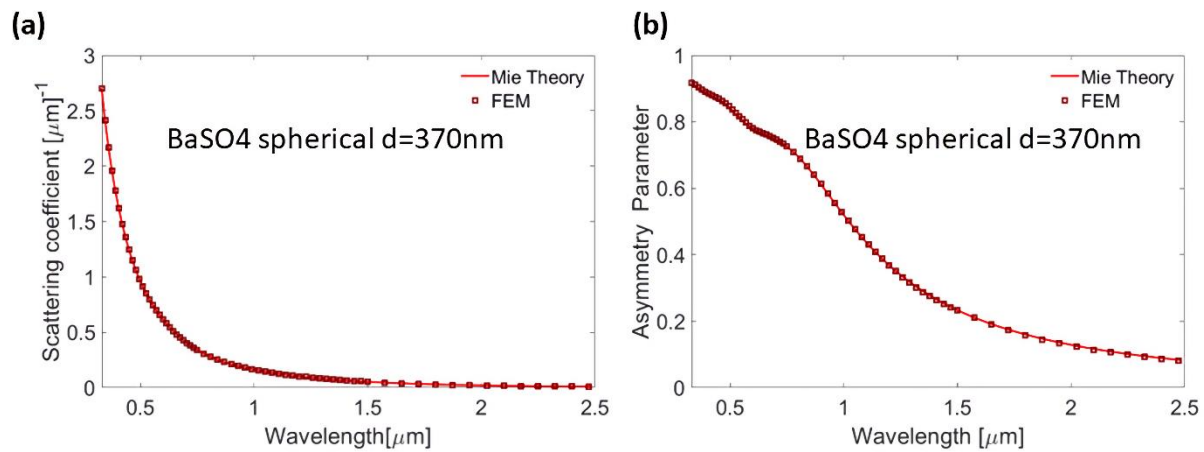 (a)
3
2.5
2
1.5
1
0.5
0
Scattering coefficient [μm]-1
Mie Theory
FEM
BaSO4 spherical d=370nm
0.5 1 1.5 2 2.5
Wavelength[μm]
(b)
1
0.8
0.6
0.4
0.2
0
Asymmetry Parameter
Mie Theory
FEM
BaSO4 spherical d=370nm
0.5 1 1.5 2 2.5
Wavelength [μm]